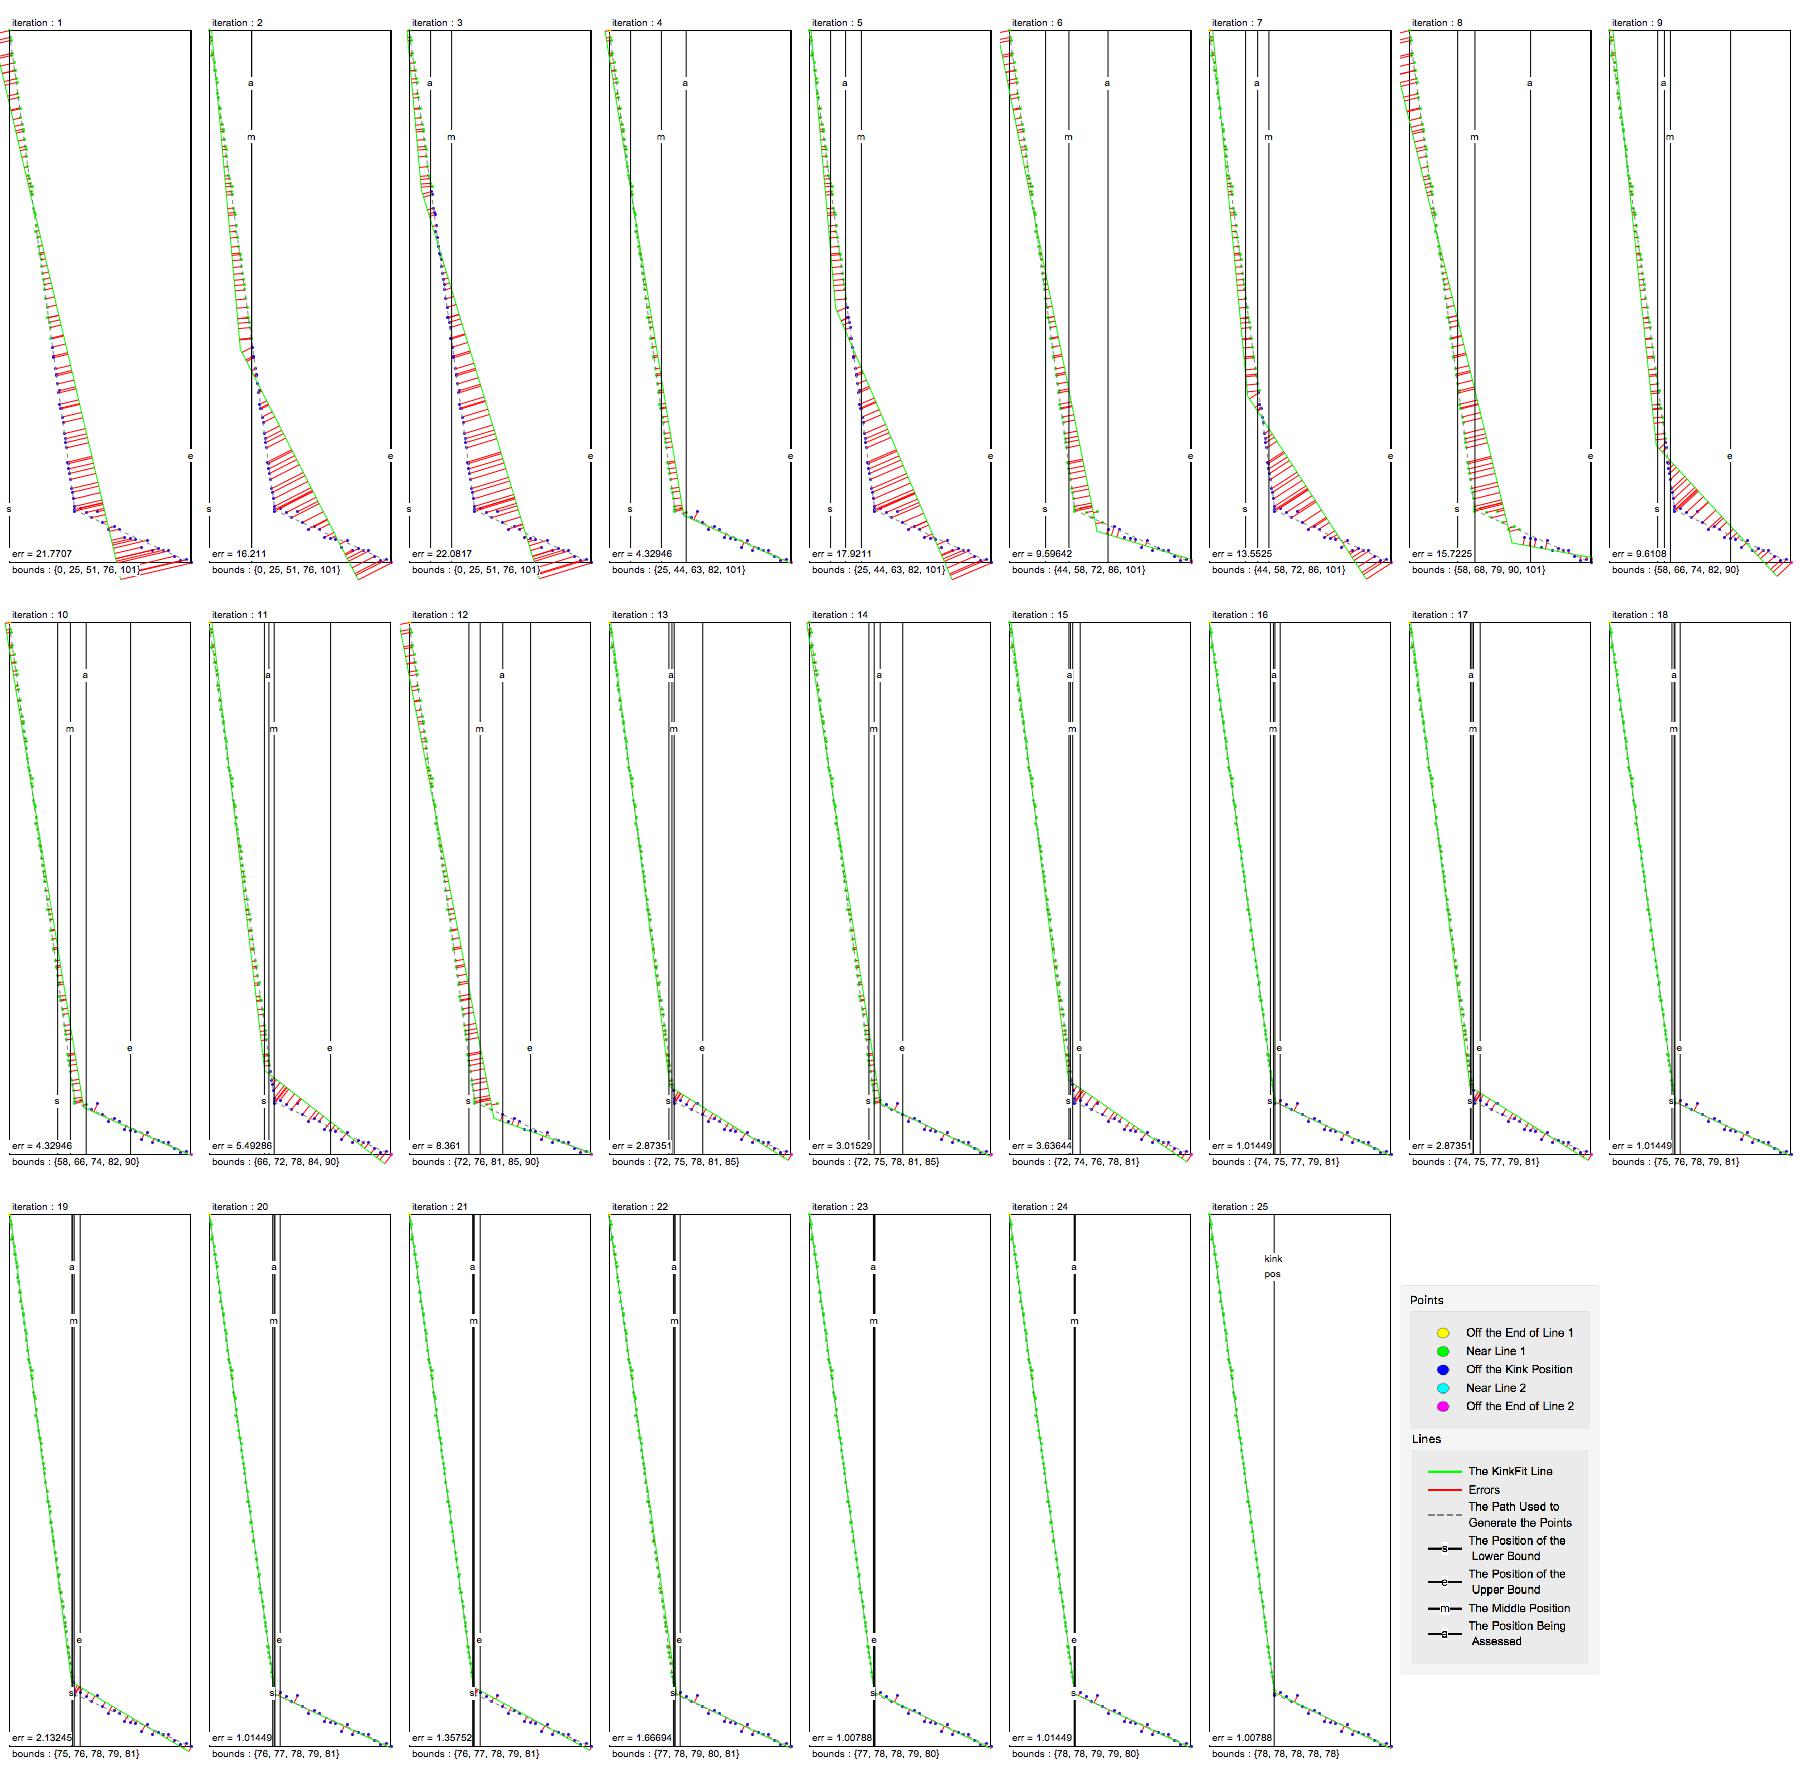 iteration : 1
a
m
e
s
err = 21.7707
bounds : {0, 25, 51, 76, 101}
iteration : 2
a
m
e
s
err = 16.211
bounds : {0, 25, 51, 76, 101}
iteration : 3
a
m
e
s
err = 22.0817
bounds : {0, 25, 51, 76, 101}
iteration : 4
a
m
e
s
err = 4.32946
bounds : {25, 44, 63, 82, 101}
iteration : 5
a
m
e
s
err = 17.9211
bounds : {25, 44, 63, 82, 101}
iteration : 6
a
m
e
s
err = 9.59642
bounds : {44, 58, 72, 86, 101}
iteration : 7
a
m
e
s
err = 13.5525
bounds : {44, 58, 72, 86, 101}
iteration : 8
a
m
e
s
err = 15.7225
bounds : {58, 68, 79, 90, 101}
iteration : 9
a
m
e
s
err = 9.6108
bounds : {58, 66, 74, 82, 90}
iteration : 10
a
m
e
s
err = 4.32946
bounds : {58, 66, 74, 82, 90}
iteration : 11
a
m
e
s
err = 5.49286
bounds : {66, 72, 78, 84, 90}
iteration : 12
a
m
e
s
err = 8.361
bounds : {72, 76, 81, 85, 90}
iteration : 13
a
m
e
s
err = 2.87351
bounds : {72, 75, 78, 81, 85}
iteration : 14
a
m
e
s
err = 3.01529
bounds : {72, 75, 78, 81, 85}
iteration : 15
a
m
e
s
err = 3.63644
bounds : {72, 74, 76, 78, 81}
iteration : 16
a
m
e
s
err = 1.01449
bounds : {74, 75, 77, 79, 81}
iteration : 17
a
m
e
s
err = 2.87351
bounds : {74, 75, 77, 79, 81}
iteration : 18
a
m
e
s
err = 1.01449
bounds : {75, 76, 78, 79, 81}
iteration : 19
a
m
e
s
err = 2.13245
bounds : {75, 76, 78, 79, 81}
iteration : 20
a
m
e
s
err = 1.01449
bounds : {76, 77, 78, 79, 81}
iteration : 21
a
m
e
s
err = 1.35752
bounds : {76, 77, 78, 79, 81}
iteration : 22
a
m
e
s
err = 1.66694
bounds : {77, 78, 79, 80, 81}
iteration : 23
a
m
e
s
err = 1.00788
bounds : {77, 78, 78, 79, 80}
iteration : 24
a
m
e
s
err = 1.01449
bounds : {78, 78, 79, 79, 80}
iteration : 25
kink
pos
err = 1.00788
bounds : {78, 78, 78, 78, 78}
Points
Off the End of Line 1
Near Line 1
Off the Kink Position
Near Line 2
Off the End of Line 2
Lines
The KinkFit Line
Errors
The Path Used to
Generate the Points
s The Position of the
Lower Bound
e The Position of the
Upper Bound
m The Middle Position
a The Position Being
Assessed